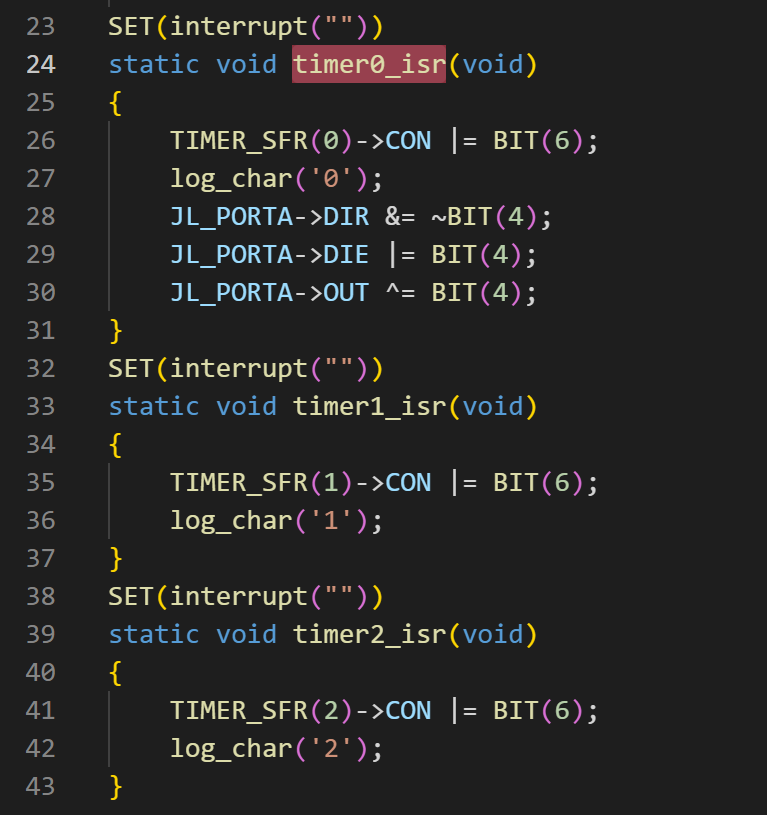 23 SET(interrupt(""))
24 static void timer0_isr(void)
25 {
26     TIMER_SFR(0)->CON |= BIT(6);
27     log_char('0');
28     JL_PORTA->DIR &= ~BIT(4);
29     JL_PORTA->DIE |= BIT(4);
30     JL_PORTA->OUT ^= BIT(4);
31 }
32 SET(interrupt(""))
33 static void timer1_isr(void)
34 {
35     TIMER_SFR(1)->CON |= BIT(6);
36     log_char('1');
37 }
38 SET(interrupt(""))
39 static void timer2_isr(void)
40 {
41     TIMER_SFR(2)->CON |= BIT(6);
42     log_char('2');
43 }